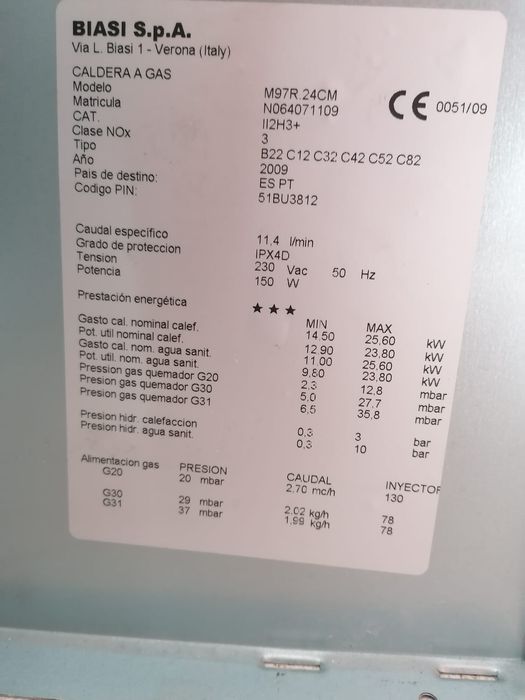 BIASI S.p.A.
Via L. Biasi 1 - Verona (Italy)
CALDERA A GAS
Modelo M97R.24CM
Matricula N064071109
CE 0051/09
CAT. II2H3+
Clase NOx 3
Tipo B22 C12 C32 C42 C52 C82
Año 2009
Pais de destino: ES PT
Codigo PIN: 51BU3812
Caudal especifico 11,4 l/min
Grado de proteccion IPX4D
Tension 230 Vac 50 Hz
Potencia 150 W
Prestación energética ★ ★ ★
MIN MAX
Gasto cal. nominal calef. 14.50 25,60 kW
Pot. util nominal calef. 12,90 23,80 kW
Gasto cal. nom. agua sanit. 11.00 25,60 kW
Pot. util. nom. agua sanit. 9,80 23,80 kW
Pression gas quemador G20 2,3 12,8 mbar
Presion gas quemador G30 5.0 27,7 mbar
Presion gas quemador G31 6,5 35,8 mbar
Presion hidr. calefaccion 0,3 3 bar
Presion hidr. agua sanit. 0,3 10 bar
Alimentacion gas PRESION CAUDAL INYECTOR
G20 20 mbar 2,70 mc/h 130
G30 29 mbar 2,02 kg/h 78
G31 37 mbar 1,99 kg/h 78